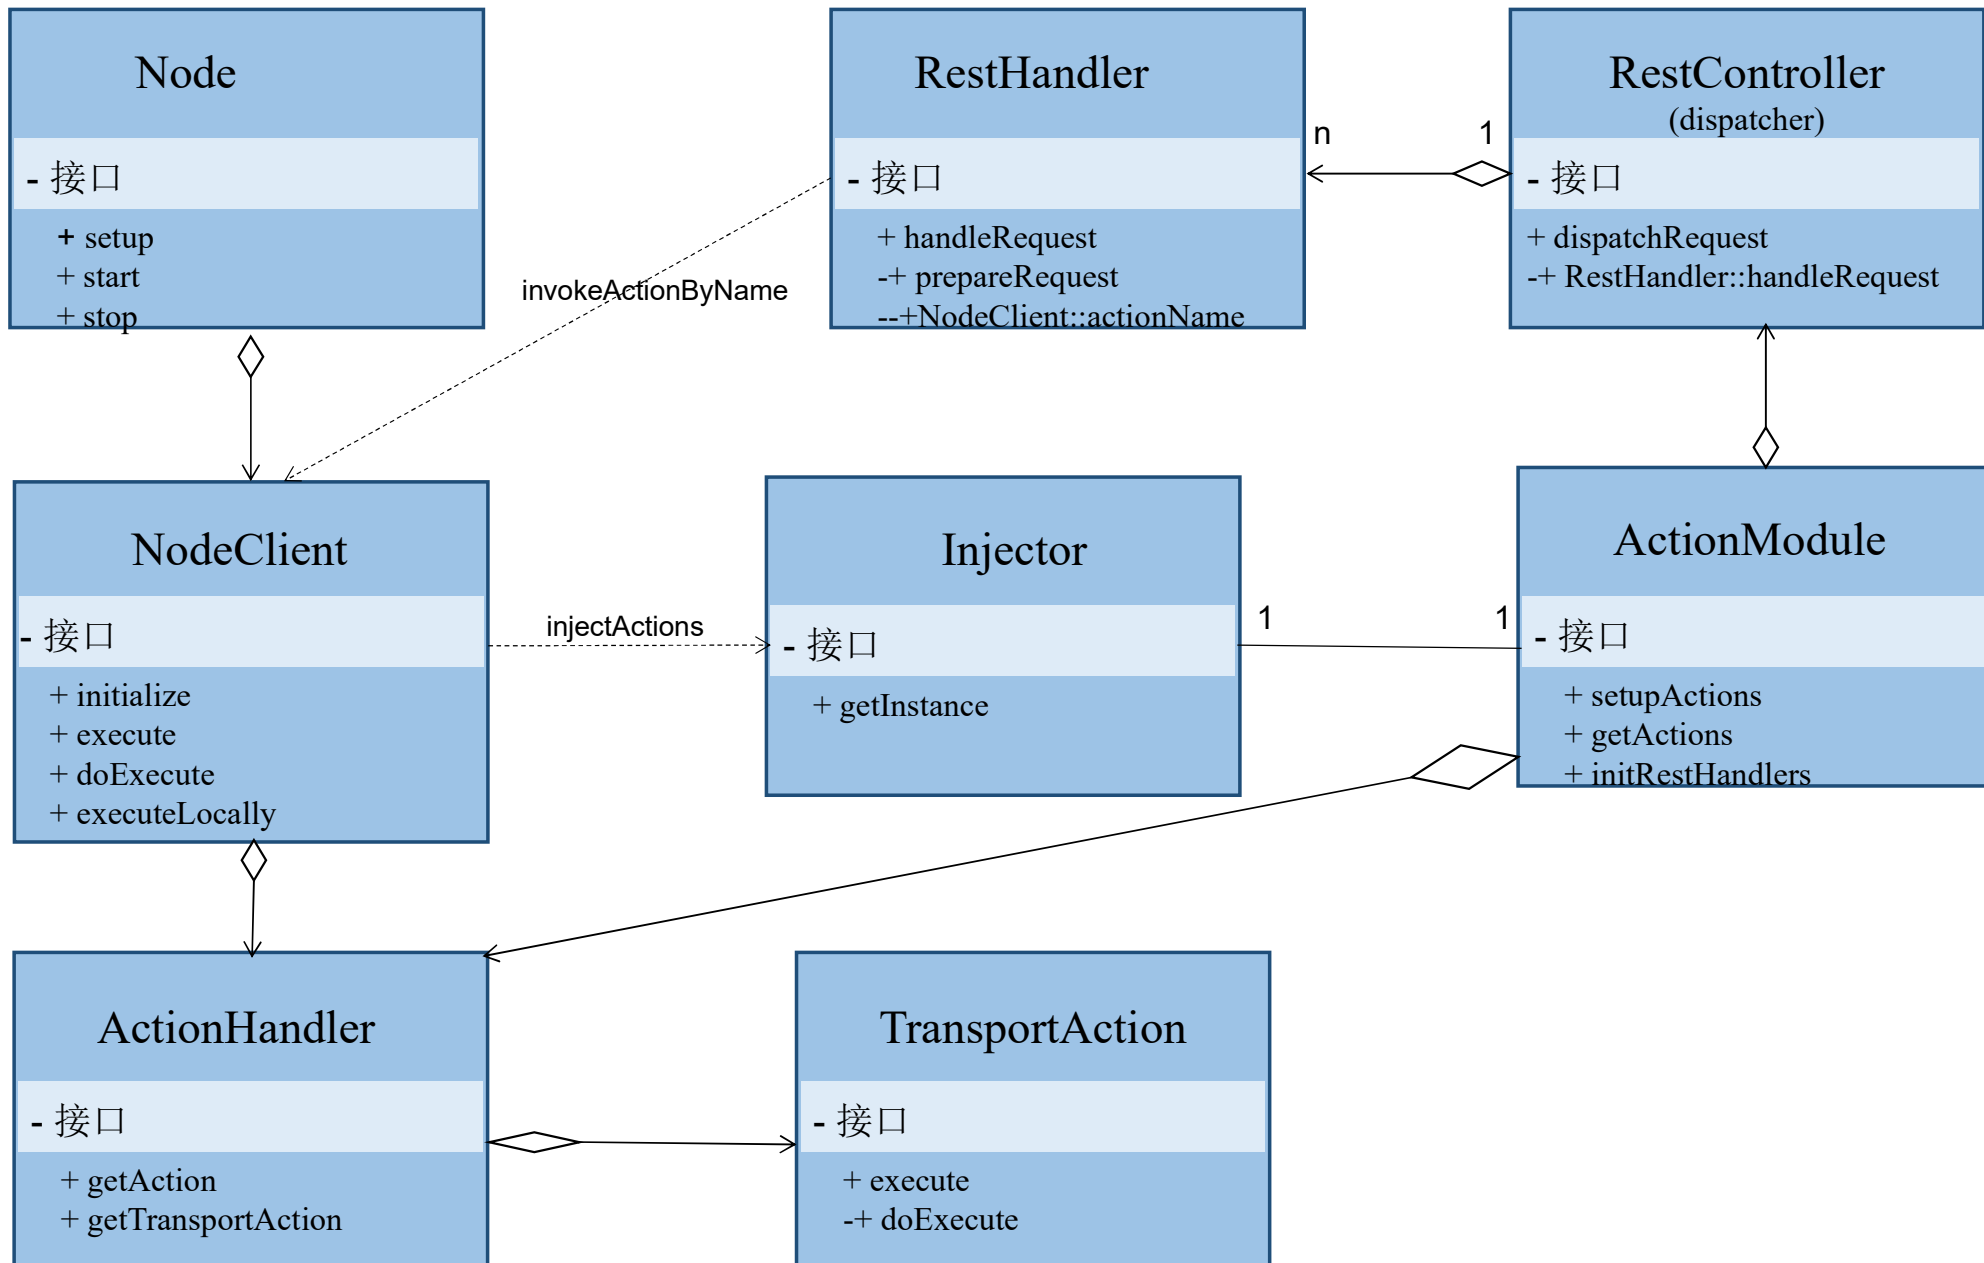 Node
- 接口
+ setup
+ start
+ stop
RestHandler
- 接口
+ handleRequest
-+ prepareRequest
--+NodeClient::actionName
n
1
RestController
(dispatcher)
- 接口
+ dispatchRequest
-+ RestHandler::handleRequest
invokeActionByName
NodeClient
- 接口
+ initialize
+ execute
+ doExecute
+ executeLocally
injectActions
Injector
- 接口
+ getInstance
1
1
ActionModule
- 接口
+ setupActions
+ getActions
+ initRestHandlers
ActionHandler
- 接口
+ getAction
+ getTransportAction
TransportAction
- 接口
+ execute
-+ doExecute